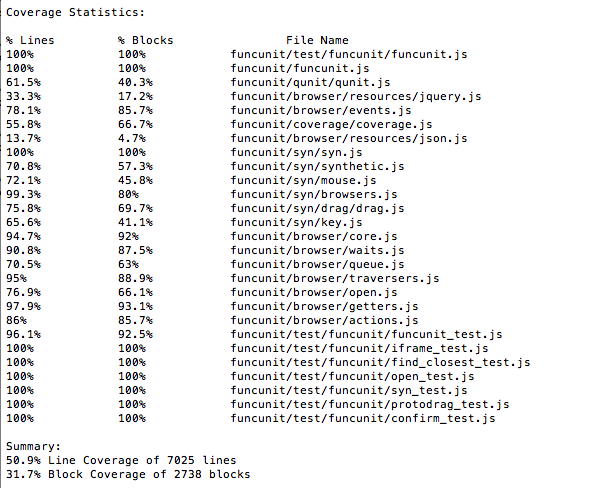 Coverage Statistics:
% Lines % Blocks File Name
100% 100% funcunit/test/funcunit/funcunit.js
100% 100% funcunit/funcunit.js
61.5% 40.3% funcunit/qunit/qunit.js
33.3% 17.2% funcunit/browser/resources/jquery.js
78.1% 85.7% funcunit/browser/events.js
55.8% 66.7% funcunit/coverage/coverage.js
13.7% 4.7% funcunit/browser/resources/json.js
100% 100% funcunit/syn/syn.js
70.8% 57.3% funcunit/syn/synthetic.js
72.1% 45.8% funcunit/syn/mouse.js
99.3% 80% funcunit/syn/browsers.js
75.8% 69.7% funcunit/syn/drag/drag.js
65.6% 41.1% funcunit/syn/key.js
94.7% 92% funcunit/browser/core.js
90.8% 87.5% funcunit/browser/waits.js
70.5% 63% funcunit/browser/queue.js
95% 88.9% funcunit/browser/traversers.js
76.9% 66.1% funcunit/browser/open.js
97.9% 93.1% funcunit/browser/getters.js
86% 85.7% funcunit/browser/actions.js
96.1% 92.5% funcunit/test/funcunit/funcunit_test.js
100% 100% funcunit/test/funcunit/iframe_test.js
100% 100% funcunit/test/funcunit/find_closest_test.js
100% 100% funcunit/test/funcunit/open_test.js
100% 100% funcunit/test/funcunit/syn_test.js
100% 100% funcunit/test/funcunit/protodrag_test.js
100% 100% funcunit/test/funcunit/confirm_test.js
Summary:
50.9% Line Coverage of 7025 lines
31.7% Block Coverage of 2738 blocks